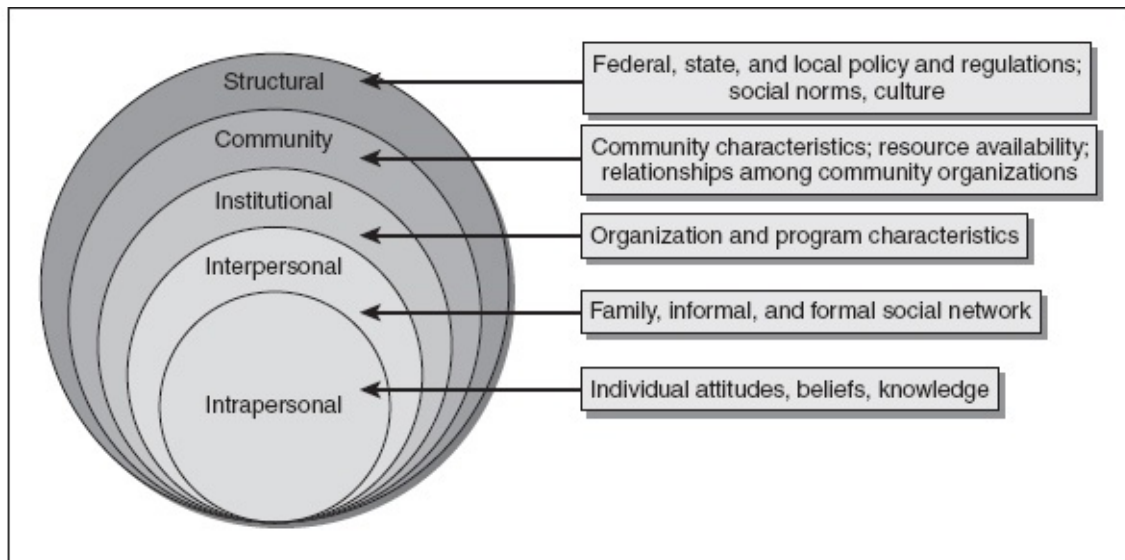 Structural
Federal, state, and local policy and regulations;
social norms, culture
Community
Community characteristics; resource availability;
relationships among community organizations
Institutional
Organization and program characteristics
Interpersonal
Family, informal, and formal social network
Intrapersonal
Individual attitudes, beliefs, knowledge